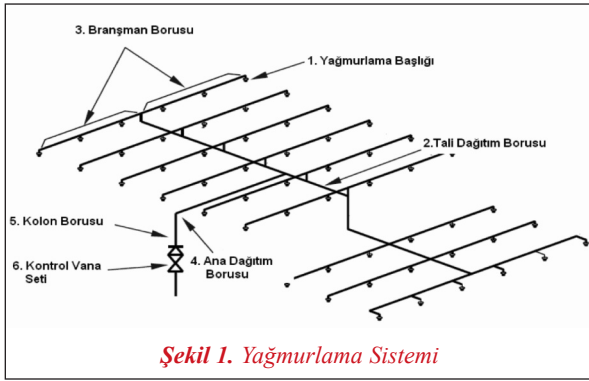 3. Branşman Borusu
1. Yağmurlama Başlığı
2.Tali Dağıtım Borusu
5. Kolon Borusu
4. Ana Dağıtım
Borusu
6. Kontrol Vana
Seti
Şekil 1. Yağmurlama Sistemi